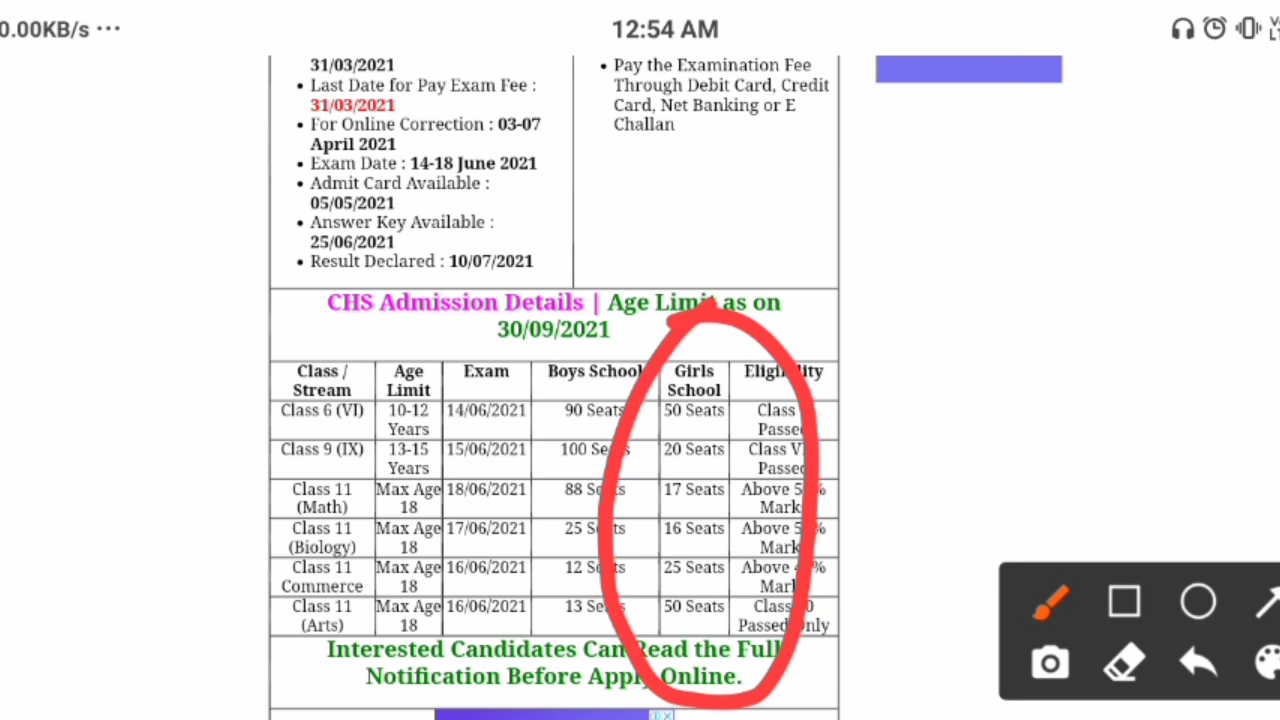 0.00KB/s ...
12:54 AM
31/03/2021
• Last Date for Pay Exam Fee :
31/03/2021
• For Online Correction : 03-07
April 2021
• Exam Date : 14-18 June 2021
• Admit Card Available :
05/05/2021
• Answer Key Available :
25/06/2021
• Result Declared : 10/07/2021
• Pay the Examination Fee
Through Debit Card, Credit
Card, Net Banking or E
Challan
CHS Admission Details | Age Limit as on
30/09/2021
Class / Stream Age Limit Exam Boys School Girls School Eligibility
Class 6 (VI) 10-12 Years 14/06/2021 90 Seats 50 Seats Class Passed
Class 9 (IX) 13-15 Years 15/06/2021 100 Seats 20 Seats Class Passed
Class 11 (Math) Max Age 18 18/06/2021 88 Seats 17 Seats Above Marks
Class 11 (Biology) Max Age 18 17/06/2021 25 Seats 16 Seats Above Marks
Class 11 Commerce Max Age 18 16/06/2021 12 Seats 25 Seats Above Marks
Class 11 (Arts) Max Age 18 16/06/2021 13 Seats 50 Seats Class 10 Passed Only
Interested Candidates Can Read the Full
Notification Before Apply Online.